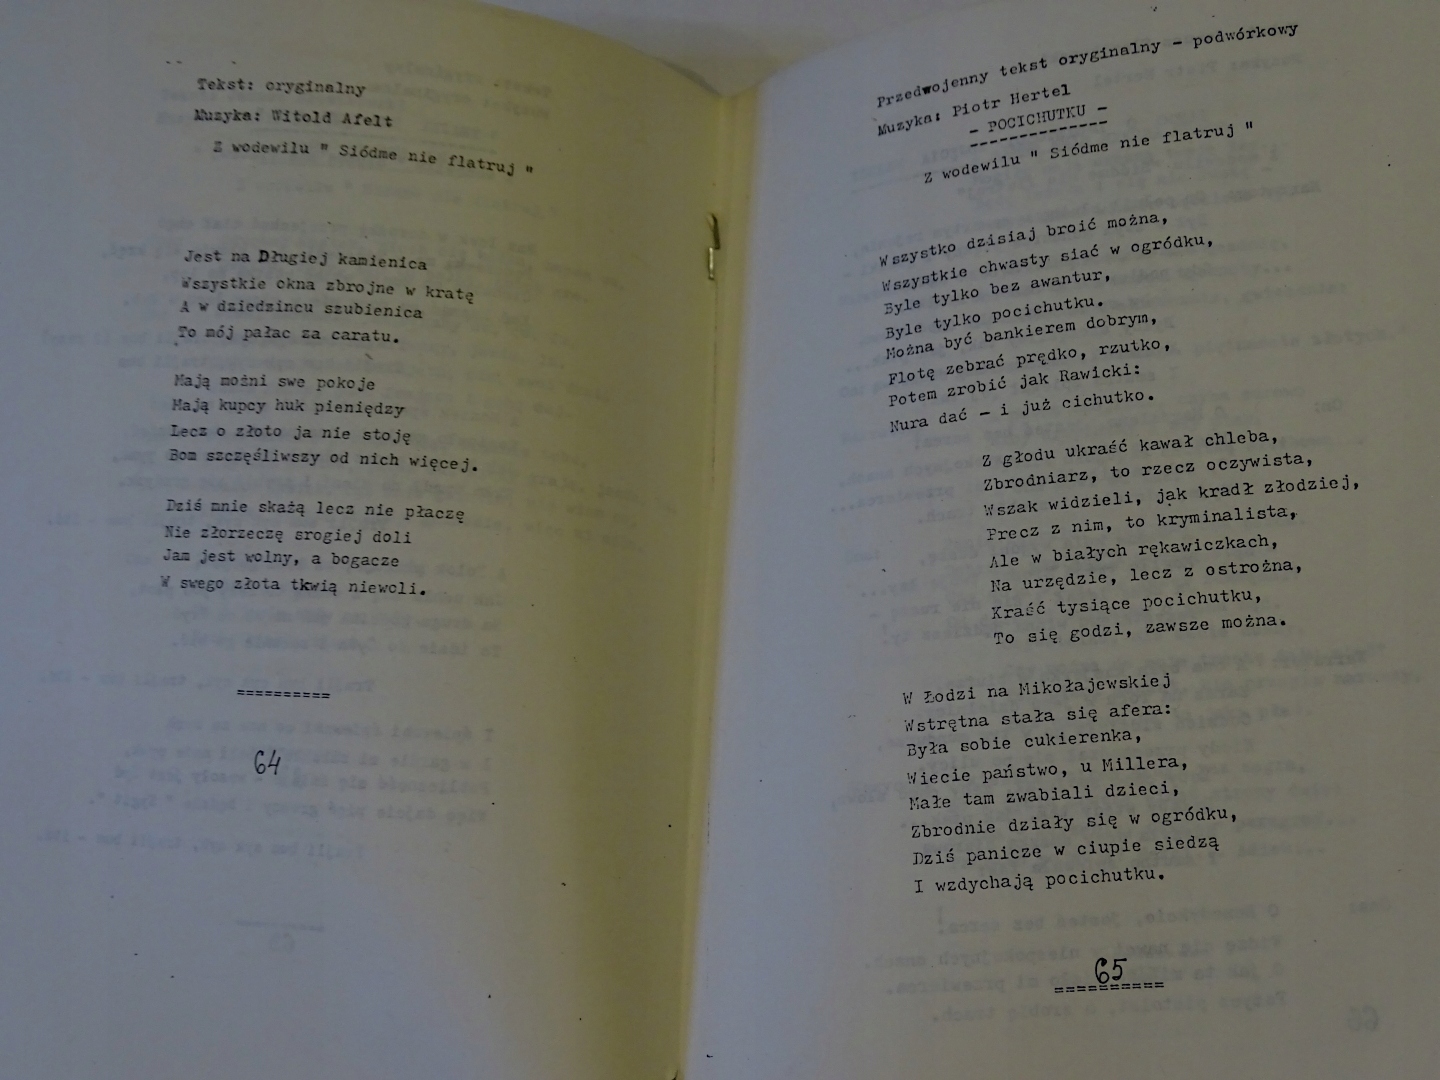 Tekst: oryginalny
Muzyka: Witold Afelt
Z wodewilu " Siódme nie flatruj "
Jest na Długiej kamienica
Wszystkie okna zbrojne w kratę
A w dziedzincu szubienica
To mój pałac za caratu.
Mają możni swe pokoje
Mają kupcy huk pieniędzy
Lecz o złoto ja nie stoję
Bom szczęśliwszy od nich więcej.
Dziś mnie skażą lecz nie płaczę
Nie złorzeczę srogiej doli
Jam jest wolny, a bogacze
W swego złota tkwią niewoli.
==========
64
Przedwojenny tekst oryginalny - podwórkowy
Muzyka: Piotr Hertel
- POCICHUTKU -
--------------
Z wodewilu " Siódme nie flatruj "
Wszystko dzisiaj broić można,
Wszystkie chwasty siać w ogródku,
Byle tylko bez awantur,
Byle tylko pocichutku.
Można być bankierem dobrym,
Flotę zebrać prędko, rzutko,
Potem zrobić jak Rawicki:
Nura dać - i już cichutko.
Z głodu ukraść kawał chleba,
Zbrodniarz, to rzecz oczywista,
Wszak widzieli, jak kradł złodziej,
Precz z nim, to kryminalista,
Ale w białych rękawiczkach,
Na urzędzie, lecz z ostrożna,
Kraść tysiące pocichutku,
To się godzi, zawsze można.
W Łodzi na Mikołajewskiej
Wstrętna stała się afera:
Była sobie cukierenka,
Wiecie państwo, u Millera,
Małe tam zwabiali dzieci,
Zbrodnie działy się w ogródku,
Dziś panicze w ciupie siedzą
I wzdychają pocichutku.
65
==========